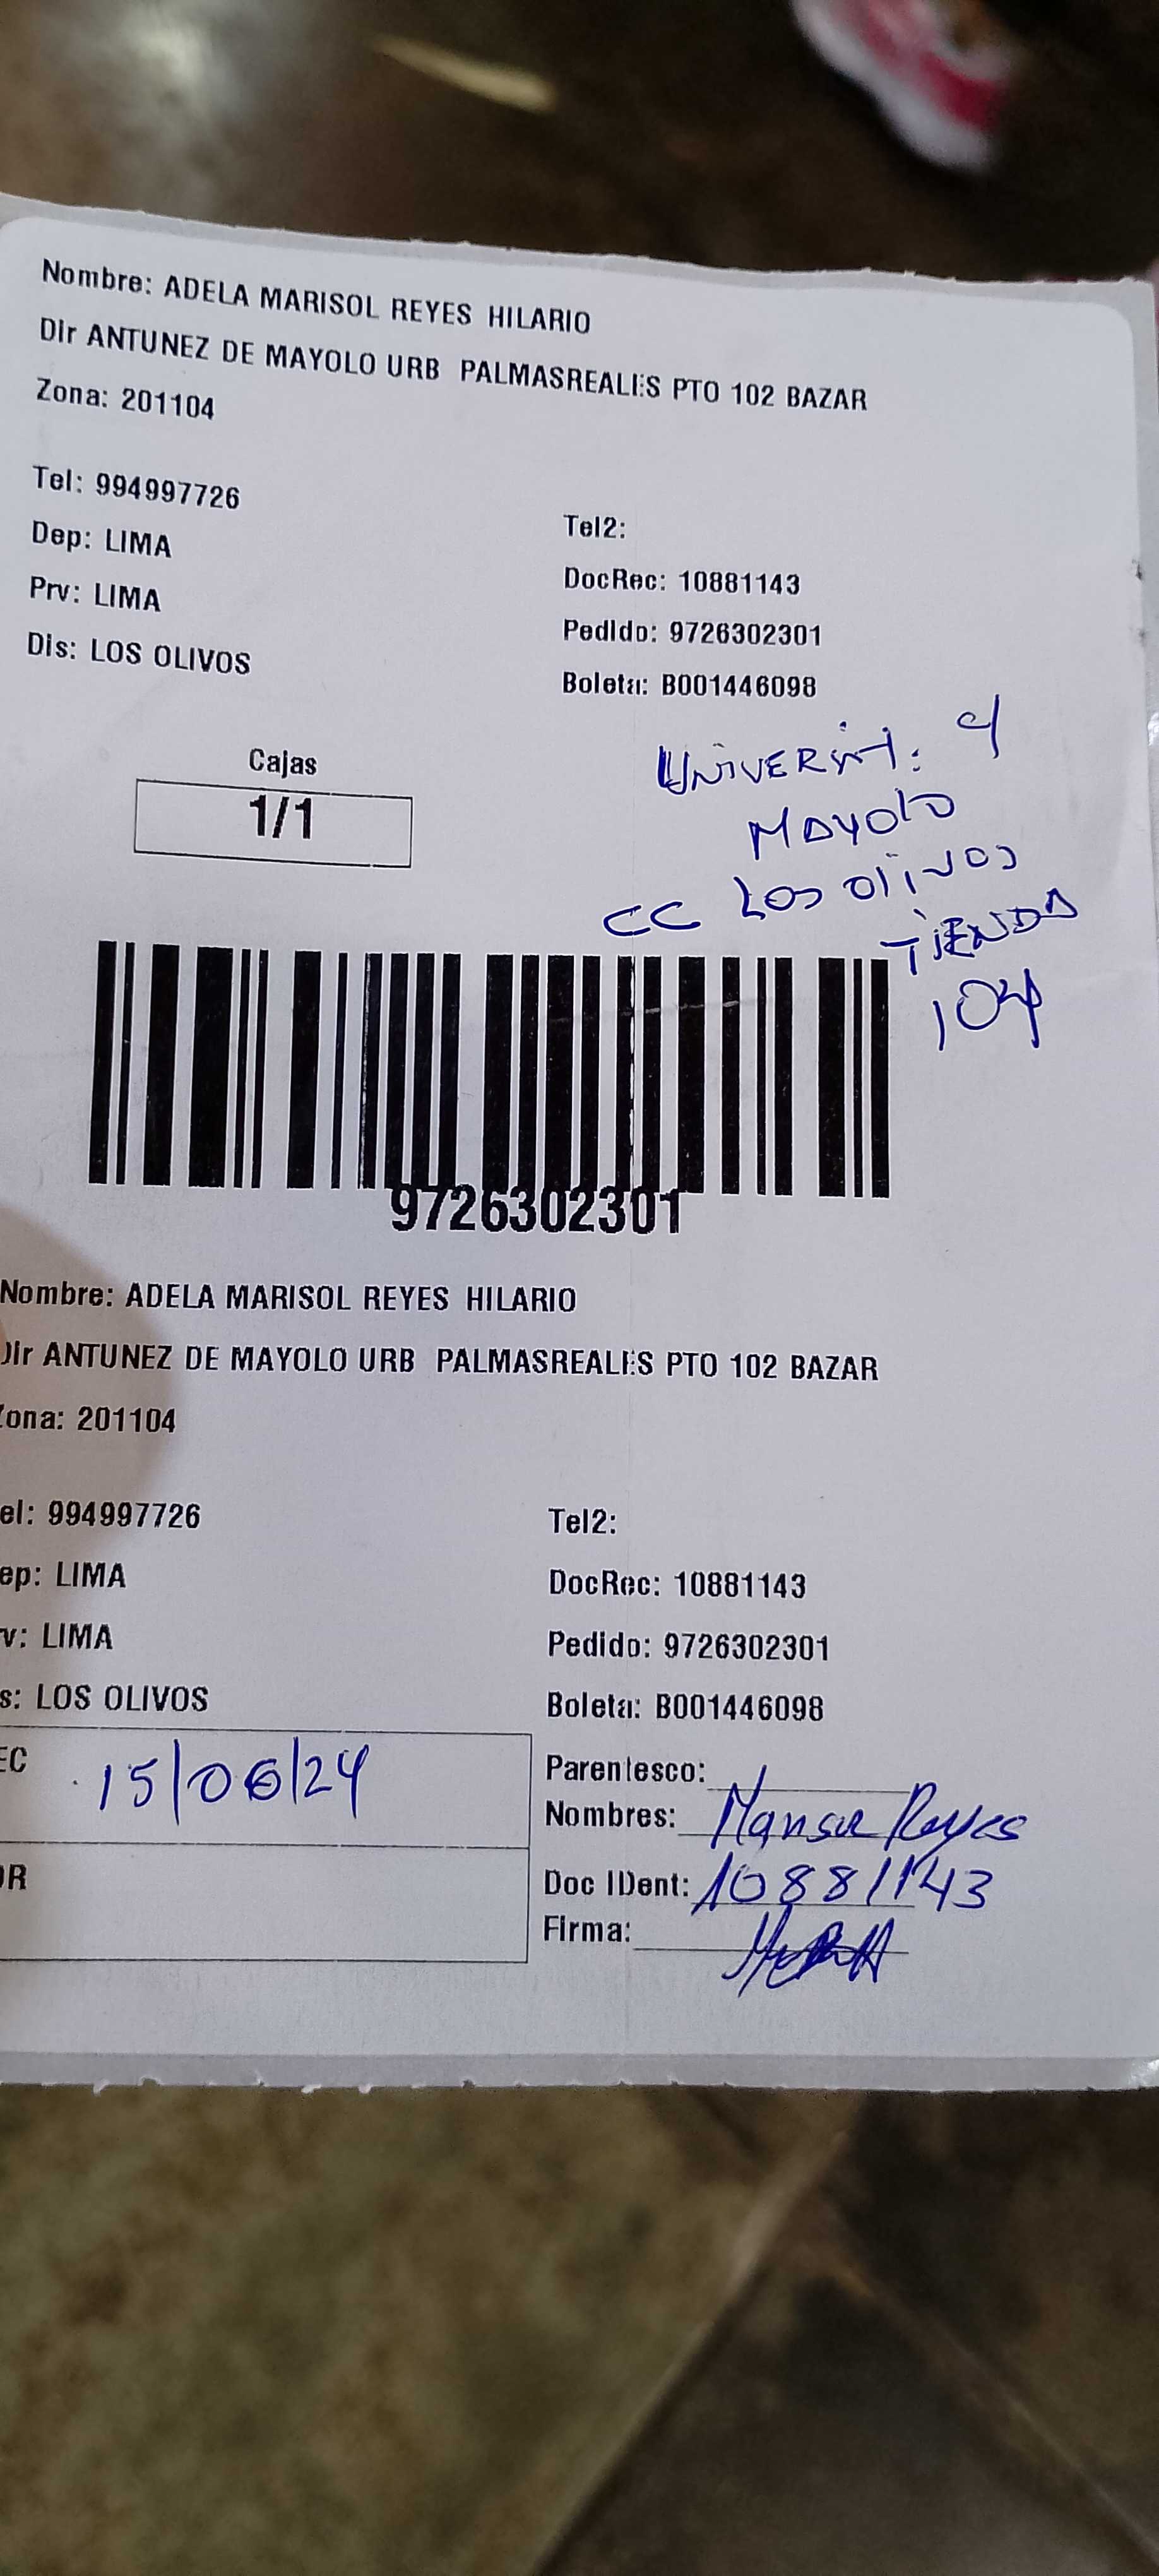 Nombre: ADELA MARISOL REYES HILARIO
Dir ANTUNEZ DE MAYOLO URB PALMASREALES PTO 102 BAZAR
Zona: 201104
Tel: 994997726
Tel2:
Dep: LIMA
DocRec: 10881143
Prv: LIMA
Pedido: 9726302301
Dis: LOS OLIVOS
Boleta: B001446098
Cajas
1/1
Mayolo
CC Los olivos
TiENDA
104
9726302301
Nombre: ADELA MARISOL REYES HILARIO
Dir ANTUNEZ DE MAYOLO URB PALMASREALES PTO 102 BAZAR
Zona: 201104
el: 994997726
Tel2:
ep: LIMA
DocRec: 10881143
v: LIMA
Pedido: 9726302301
s: LOS OLIVOS
Boleta: B001446098
EC 15/06/24
Parentesco:
Nombres: Reyes
OR
Doc IDent: 10881143
Firma: